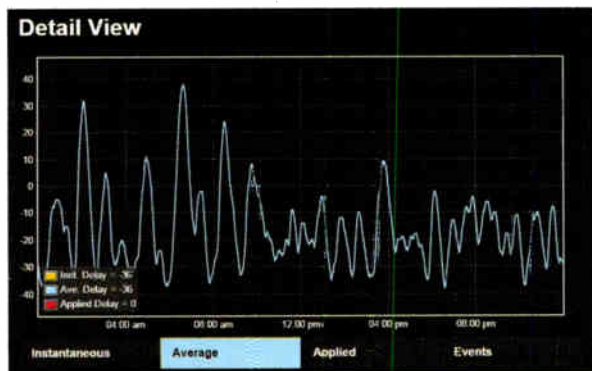 Detail View
40
30
20
10
0
-10
-20
-30
-40
Inst. Delay = -36
Ave. Delay = -36
Applied Delay = 0
04:00 am
08:00 am
12:00 pm
04:00 pm
08:00 pm
Instantaneous
Average
Applied
Events